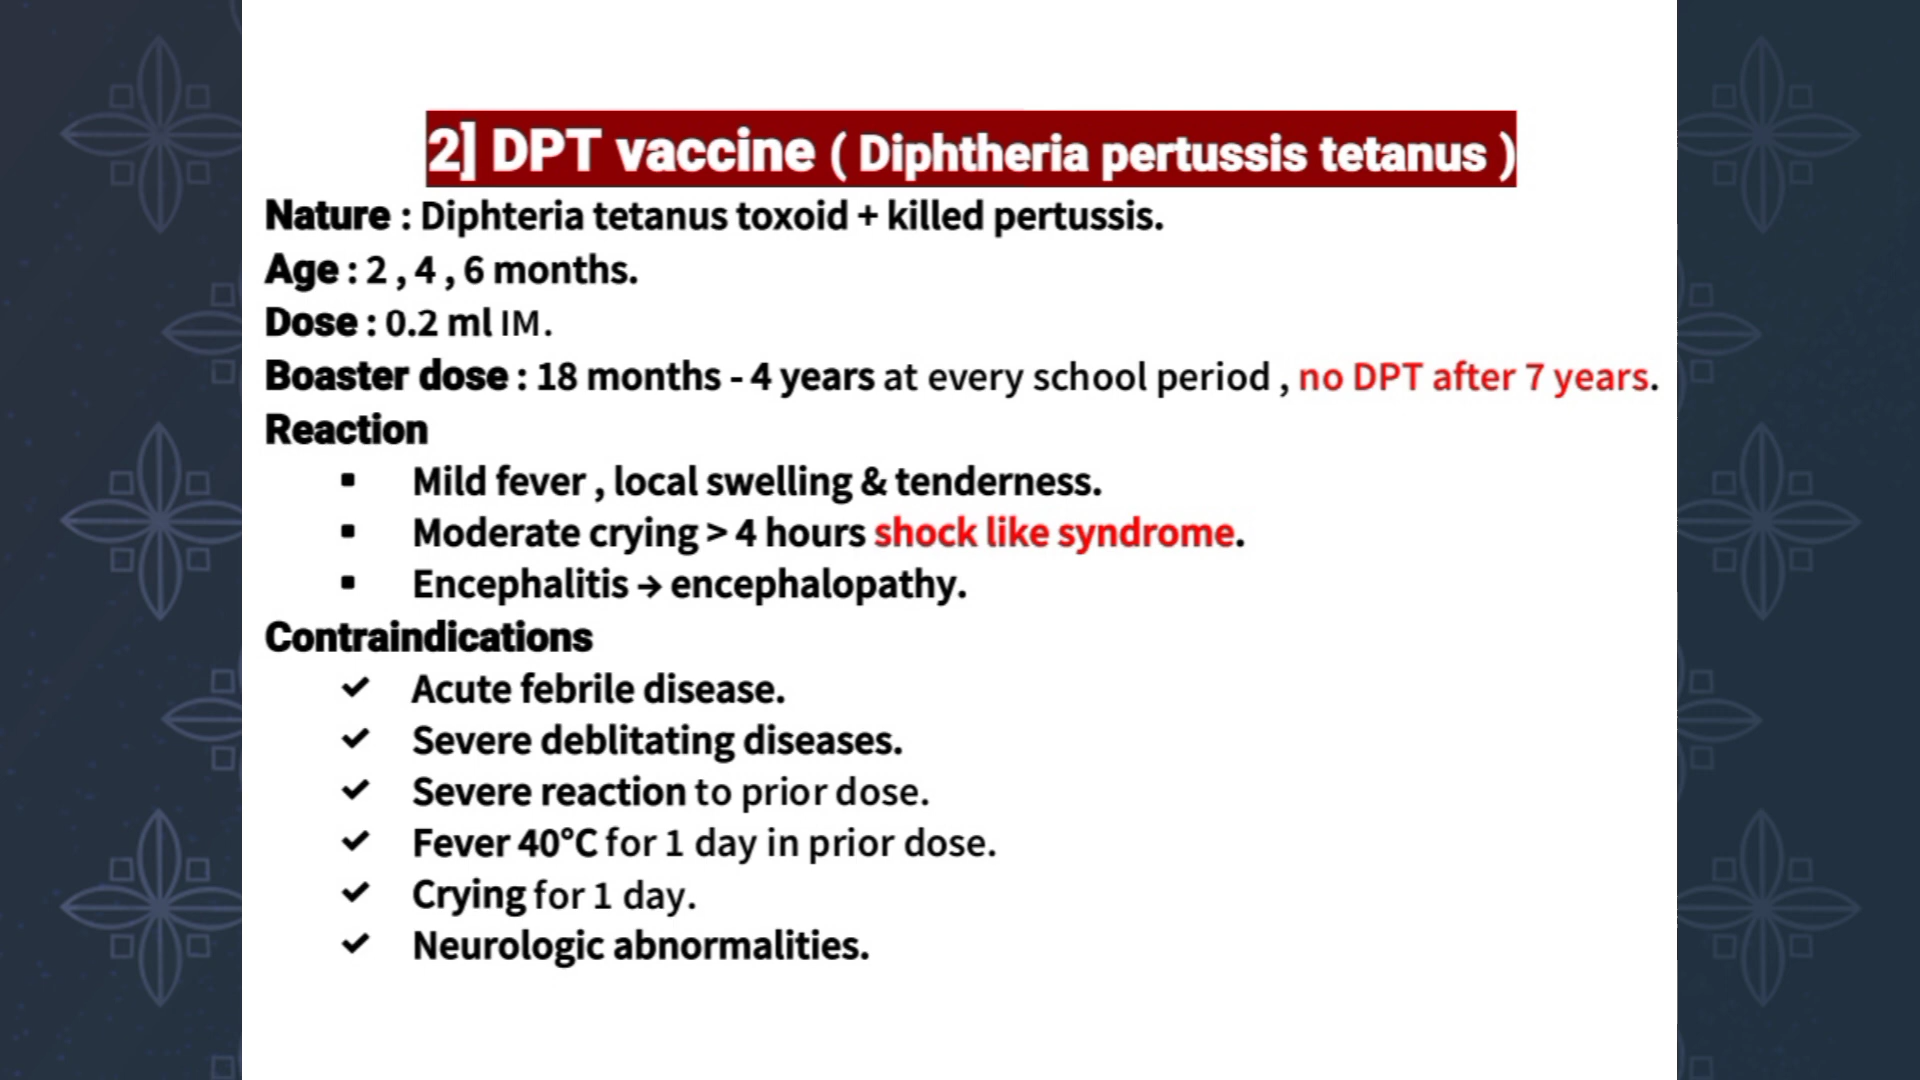 2] DPT vaccine ( Diphtheria pertussis tetanus )
Nature : Diphteria tetanus toxoid + killed pertussis.
Age : 2 , 4 , 6 months.
Dose : 0.2 ml IM.
Boaster dose : 18 months - 4 years at every school period , no DPT after 7 years.
Reaction
▪ Mild fever , local swelling & tenderness.
▪ Moderate crying > 4 hours shock like syndrome.
▪ Encephalitis → encephalopathy.
Contraindications
✓ Acute febrile disease.
✓ Severe deblitating diseases.
✓ Severe reaction to prior dose.
✓ Fever 40°C for 1 day in prior dose.
✓ Crying for 1 day.
✓ Neurologic abnormalities.